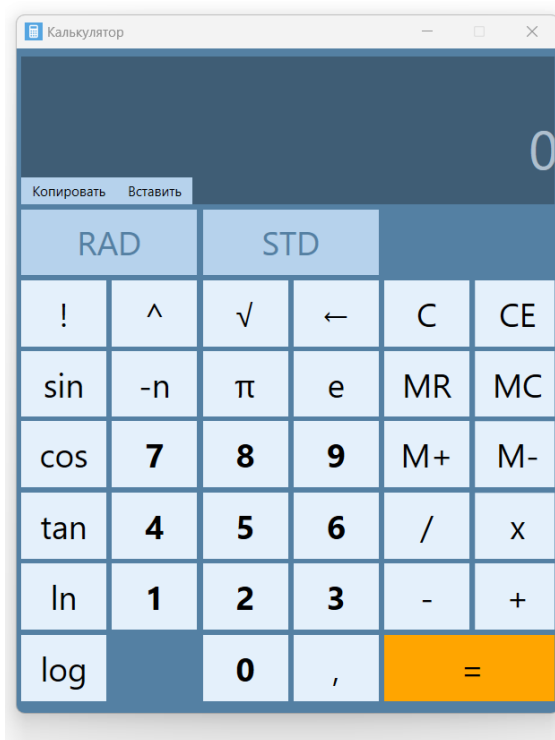 Калькулятор
0
Копировать Вставить
RAD STD
! ^ √ ← C CE
sin -n π e MR MC
cos 7 8 9 M+ M-
tan 4 5 6 / x
ln 1 2 3 - +
log 0 , =